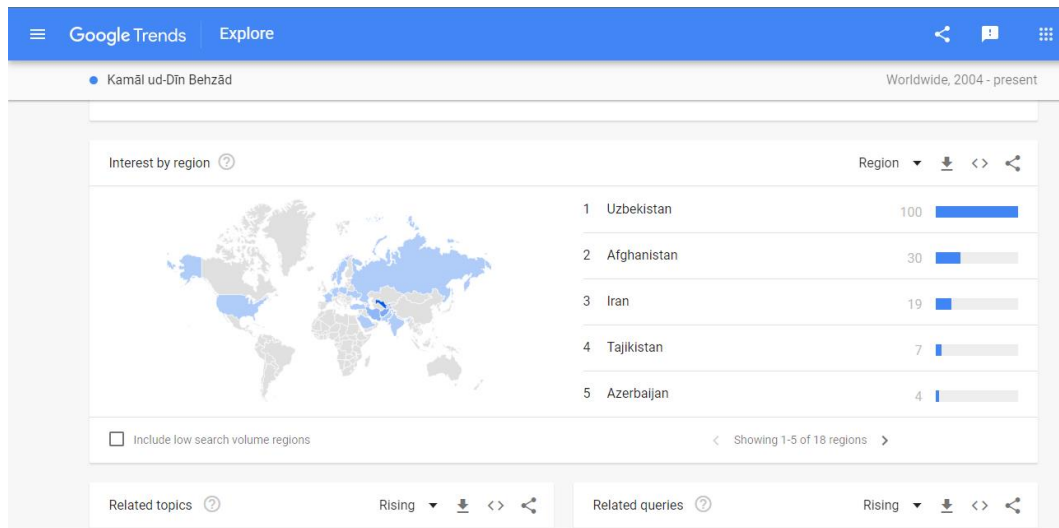 Google Trends Explore
Kamāl ud-Dīn Behzād Worldwide, 2004 - present
Interest by region Region
1 Uzbekistan 100
2 Afghanistan 30
3 Iran 19
4 Tajikistan 7
5 Azerbaijan 4
Include low search volume regions Showing 1-5 of 18 regions
Related topics Rising Related queries Rising